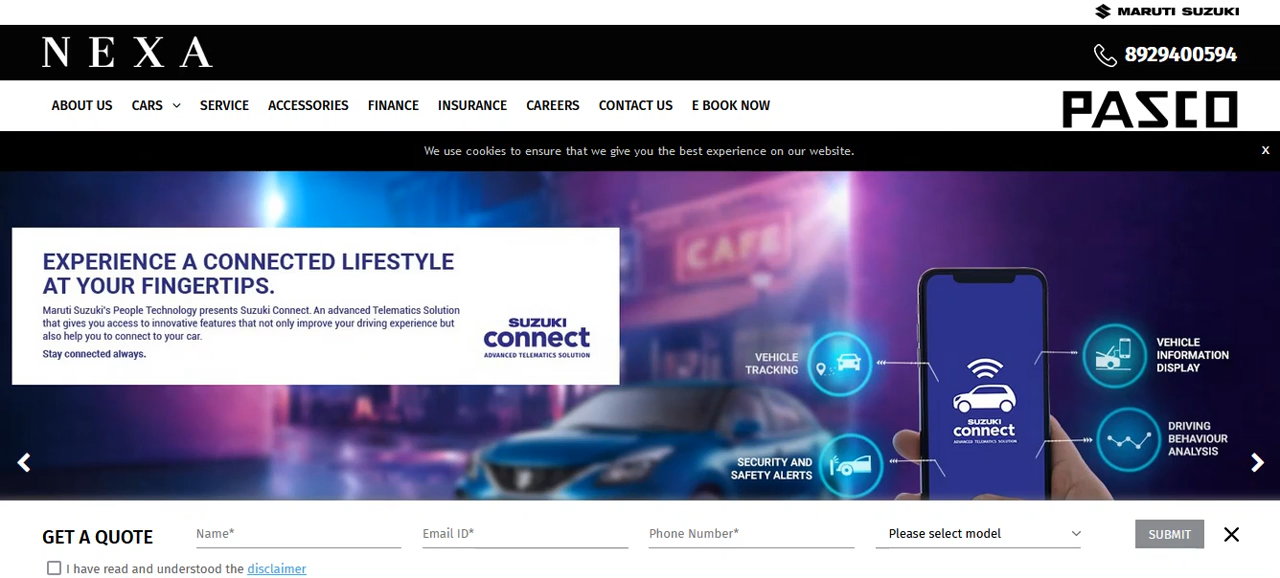 MARUTI SUZUKI
NEXA
8929400594
ABOUT US CARS SERVICE ACCESSORIES FINANCE INSURANCE CAREERS CONTACT US E BOOK NOW
PASCO
We use cookies to ensure that we give you the best experience on our website.
x
CAFE
EXPERIENCE A CONNECTED LIFESTYLE
AT YOUR FINGERTIPS.
Maruti Suzuki's People Technology presents Suzuki Connect. An advanced Telematics Solution
that gives you access to innovative features that not only improve your driving experience but
also help you to connect to your car.
Stay connected always.
SUZUKI
connect
ADVANCED TELEMATICS SOLUTION
VEHICLE
TRACKING
SECURITY AND
SAFETY ALERTS
SUZUKI
connect
ADVANCED TELEMATICS SOLUTION
VEHICLE
INFORMATION
DISPLAY
DRIVING
BEHAVIOUR
ANALYSIS
GET A QUOTE
Name*
Email ID*
Phone Number*
Please select model
SUBMIT
I have read and understood the disclaimer